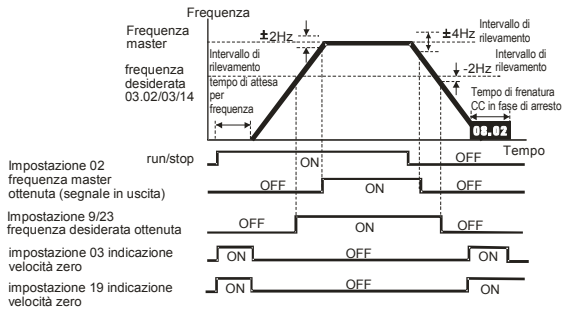 Frequenza
Frequenza
master
±2Hz
±4Hz
Intervallo di
rilevamento
Intervallo di
rilevamento
Intervallo di
rilevamento
-2Hz
frequenza
desiderata
03.02/03/14
tempo di attesa
per
frequenza
Tempo di frenatura
CC in fase di arresto
08.02
Tempo
run/stop
ON
OFF
Impostazione 02
frequenza master
ottenuta (segnale in uscita)
OFF
ON
OFF
Impostazione 9/23
frequenza desiderata ottenuta
OFF
ON
OFF
impostazione 03 indicazione
velocità zero
ON
OFF
ON
impostazione 19 indicazione
velocità zero
ON
OFF
ON